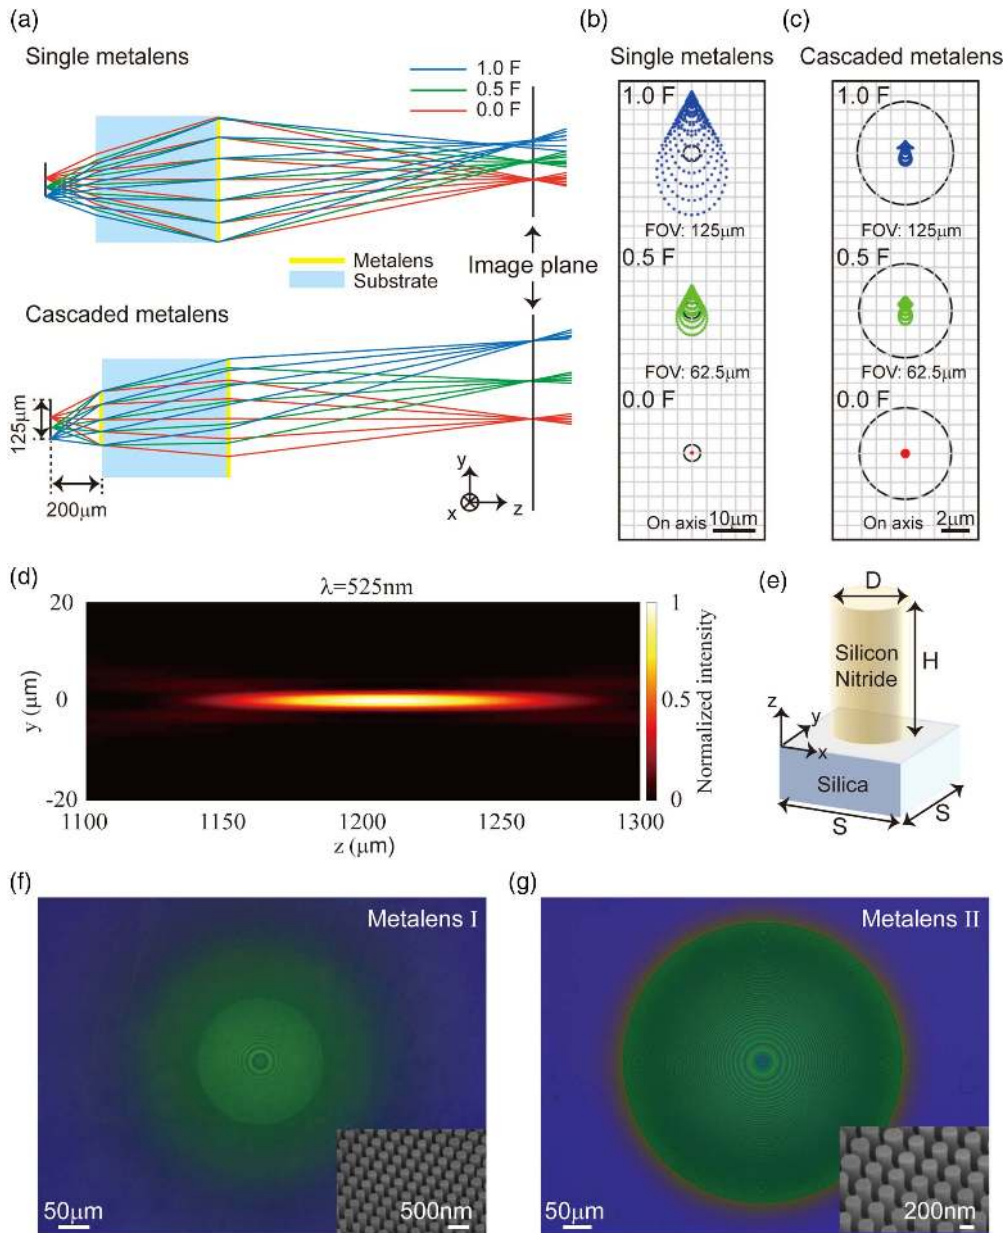 (a)
Single metalens
1.0 F
0.5 F
0.0 F
Metalens
Substrate
Image plane
Cascaded metalens
125μm
200μm
y
x
z
(b)
Single metalens
1.0 F
FOV: 125μm
0.5 F
FOV: 62.5μm
0.0 F
On axis
10μm
(c)
Cascaded metalens
1.0 F
FOV: 125μm
0.5 F
FOV: 62.5μm
0.0 F
On axis
2μm
(d)
λ=525nm
20
0
-20
y (μm)
1100
1150
1200
1250
1300
z (μm)
1
0.5
0
Normalized intensity
(e)
D
Silicon
Nitride
H
z
y
x
Silica
S
S
(f)
Metalens I
50μm
500nm
(g)
Metalens II
50μm
200nm